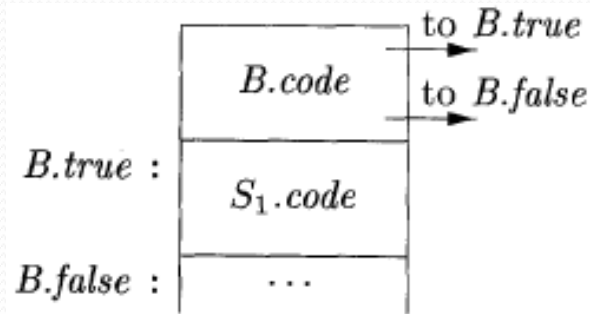 to B.true
B.code
to B.false
B.true :
S₁.code
B.false :
...